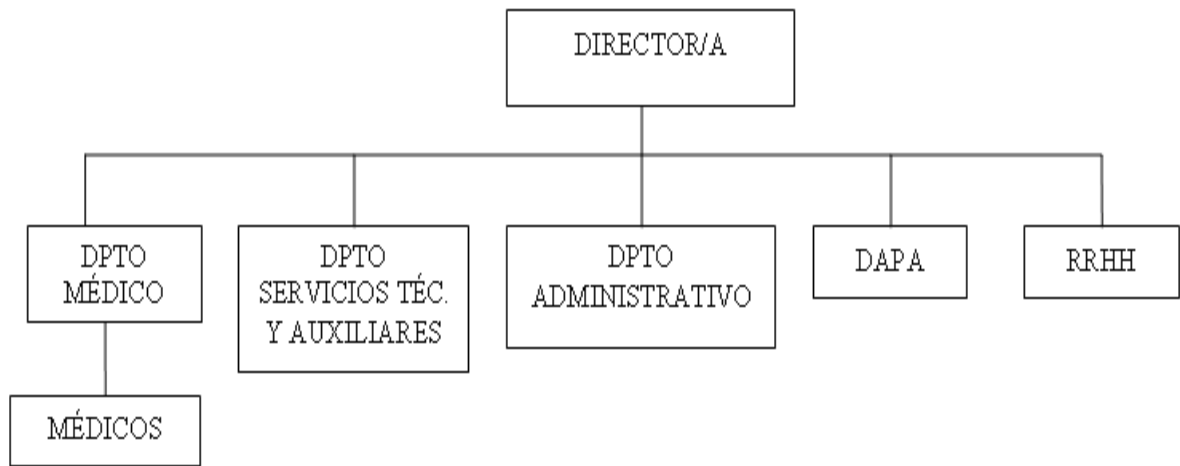 DIRECTOR/A
DPTO
MÉDICO
DPTO
SERVICIOS TÉC.
Y AUXILIARES
DPTO
ADMINISTRATIVO
DAPA
RRHH
MÉDICOS